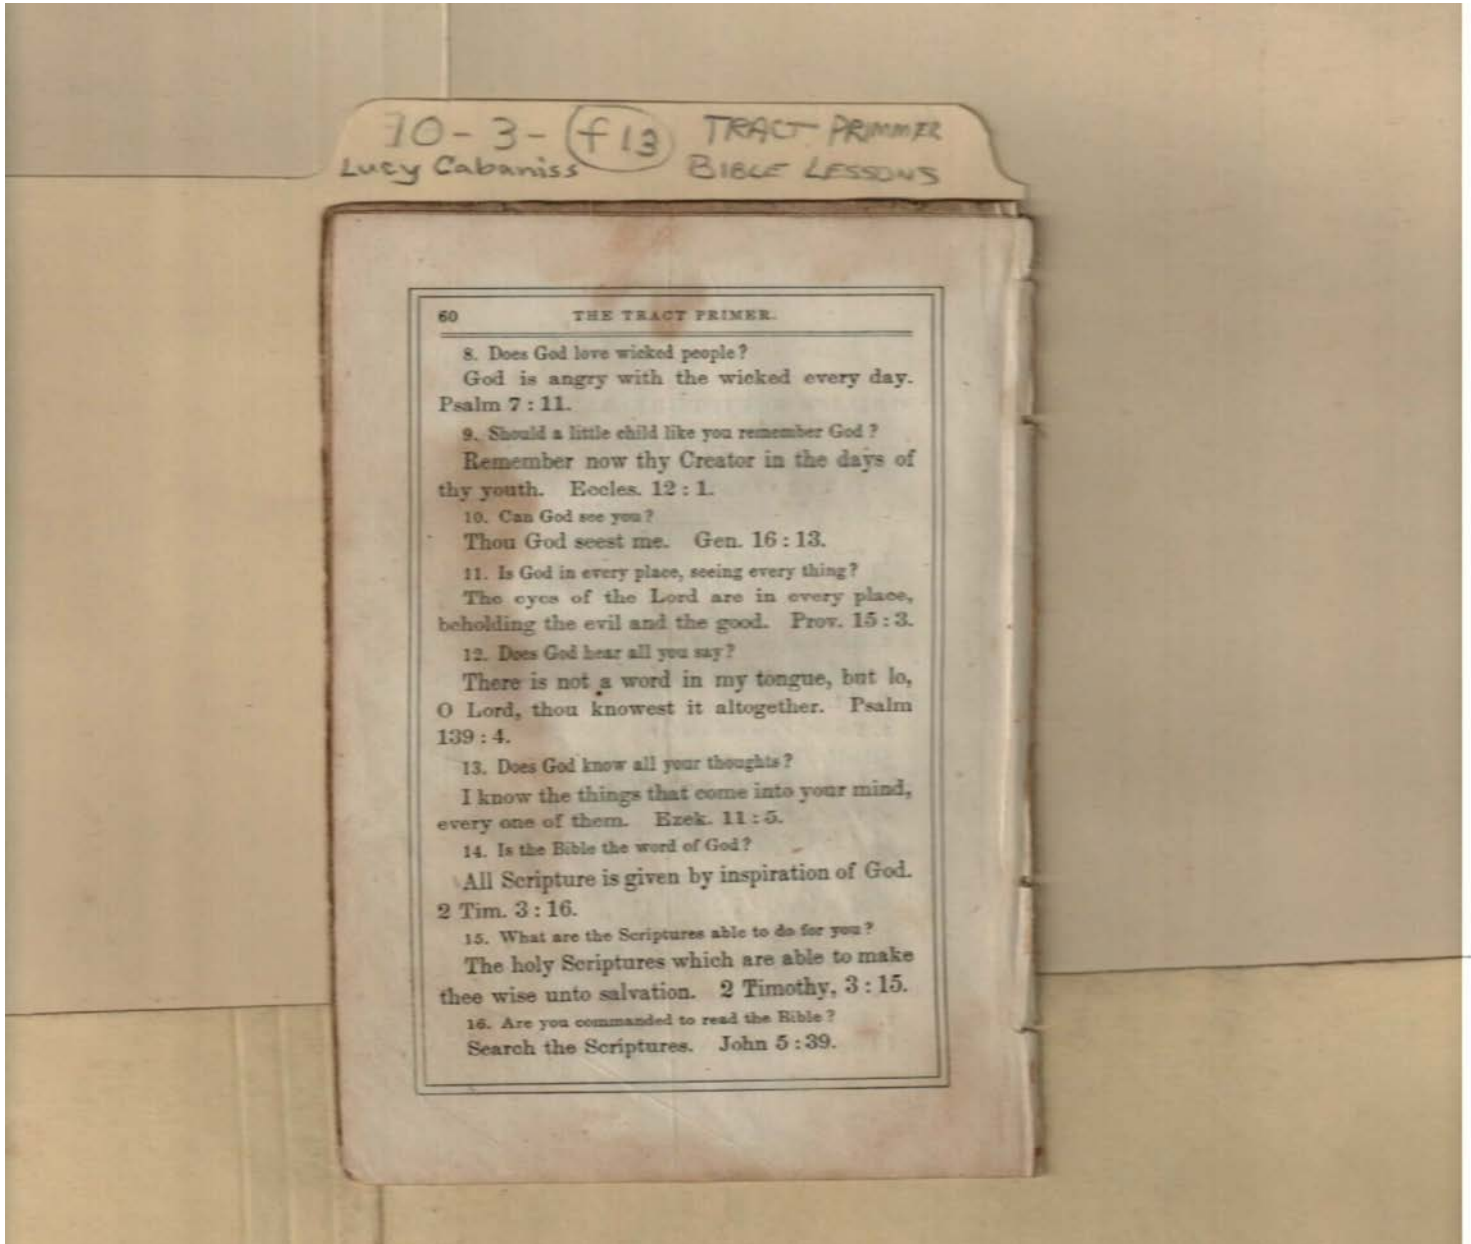 10-3-f13 TRACT PRIMMER
Lucy Cabaniss BIBLE LESSONS
60 THE TRACT PRIMER.
8. Does God love wicked people?
God is angry with the wicked every day.
Psalm 7 : 11.
9. Should a little child like you remember God?
Remember now thy Creator in the days of
thy youth. Eccles. 12 : 1.
10. Can God see you?
Thou God seest me. Gen. 16 : 13.
11. Is God in every place, seeing every thing?
The eyes of the Lord are in every place,
beholding the evil and the good. Prov. 15 : 3.
12. Does God hear all you say?
There is not a word in my tongue, but lo,
O Lord, thou knowest it altogether. Psalm
139 : 4.
13. Does God know all your thoughts?
I know the things that come into your mind,
every one of them. Ezek. 11 : 5.
14. Is the Bible the word of God?
All Scripture is given by inspiration of God.
2 Tim. 3 : 16.
15. What are the Scriptures able to do for you?
The holy Scriptures which are able to make
thee wise unto salvation. 2 Timothy, 3 : 15.
16. Are you commanded to read the Bible?
Search the Scriptures. John 5 : 39.